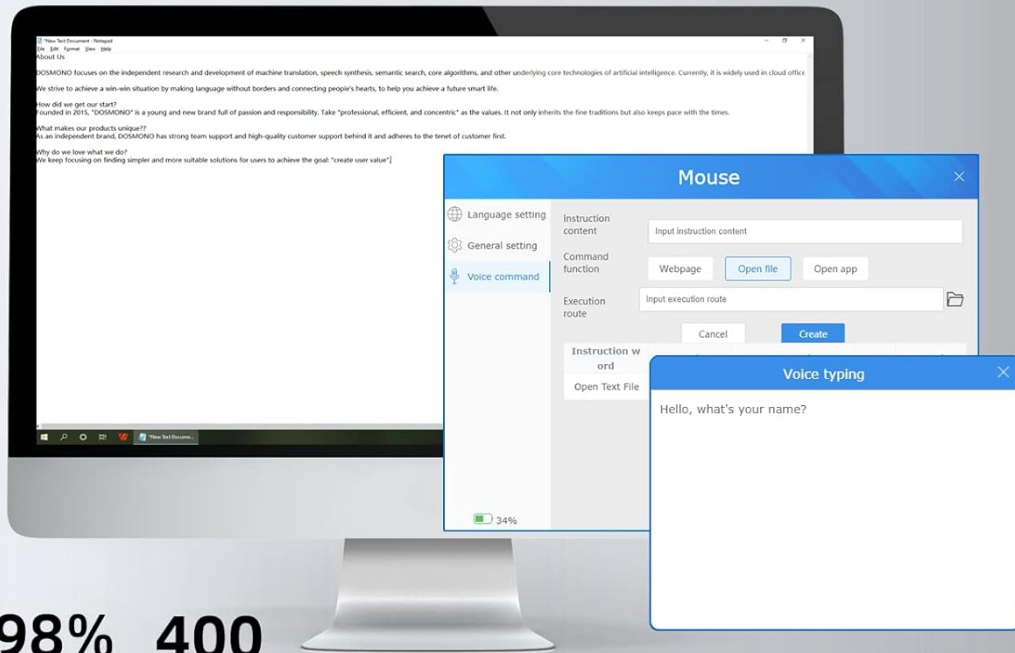 *New Text Document - Notepad
File Edit Format View Help
About Us
DOSMONO focuses on the independent research and development of machine translation, speech synthesis, semantic search, core algorithms, and other underlying core technologies of artificial intelligence. Currently, it is widely used in cloud office
We strive to achieve a win-win situation by making language without borders and connecting people's hearts, to help you achieve a future smart life.
How did we get our start?
Founded in 2015, "DOSMONO" is a young and new brand full of passion and responsibility. Take "professional, efficient, and concentric" as the values. It not only inherits the fine traditions but also keeps pace with the times.
What makes our products unique??
As an independent brand, DOSMONO has strong team support and high-quality customer support behind it and adheres to the tenet of customer first.
Why do we love what we do?
We keep focusing on finding simpler and more suitable solutions for users to achieve the goal: "create user value".
*New Text Docume...
Mouse
Language setting
General setting
Voice command
Instruction
content
Input instruction content
Command
function
Webpage Open file Open app
Execution
route
Input execution route
Cancel Create
Instruction w
ord
Open Text File
34%
Voice typing
Hello, what's your name?
98% 400